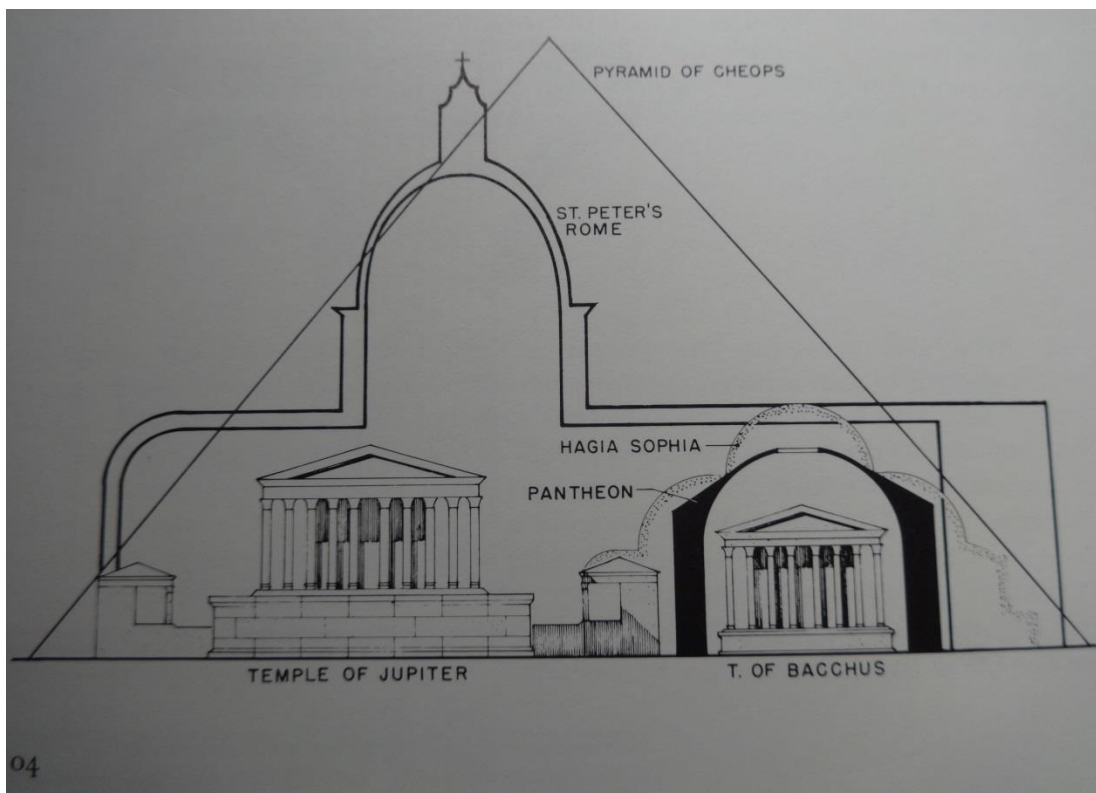 PYRAMID OF CHEOPS
ST. PETER'S
ROME
HAGIA SOPHIA
PANTHEON
TEMPLE OF JUPITER
T. OF BACCHUS
04